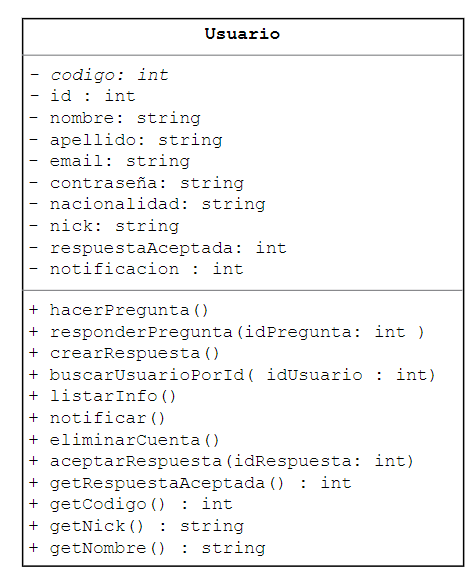 Usuario
- codigo: int
- id : int
- nombre: string
- apellido: string
- email: string
- contraseña: string
- nacionalidad: string
- nick: string
- respuestaAceptada: int
- notificacion : int
+ hacerPregunta()
+ responderPregunta(idPregunta: int )
+ crearRespuesta()
+ buscarUsuarioPorId( idUsuario : int)
+ listarInfo()
+ notificar()
+ eliminarCuenta()
+ aceptarRespuesta(idRespuesta: int)
+ getRespuestaAceptada() : int
+ getCodigo() : int
+ getNick() : string
+ getNombre() : string